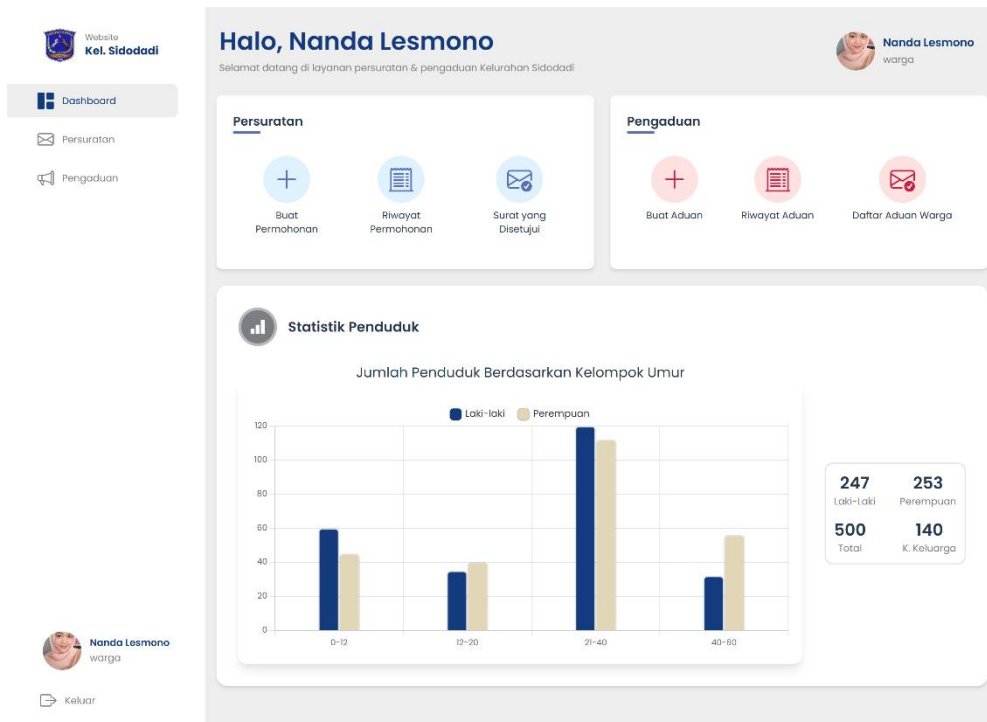 Website
Kel. Sidodadi
Dashboard
Persuratan
Pengaduan
Nanda Lesmono
warga
Keluar
Halo, Nanda Lesmono
Selamat datang di layanan persuratan & pengaduan Kelurahan Sidodadi
Nanda Lesmono
warga
Persuratan
Buat
Permohonan
Riwayat
Permohonan
Surat yang
Disetujui
Pengaduan
Buat Aduan
Riwayat Aduan
Daftar Aduan Warga
Statistik Penduduk
Jumlah Penduduk Berdasarkan Kelompok Umur
Laki-laki
Perempuan
120
100
80
60
40
20
0
0-12
12-20
21-40
40-60
247
Laki-Laki
253
Perempuan
500
Total
140
K. Keluarga